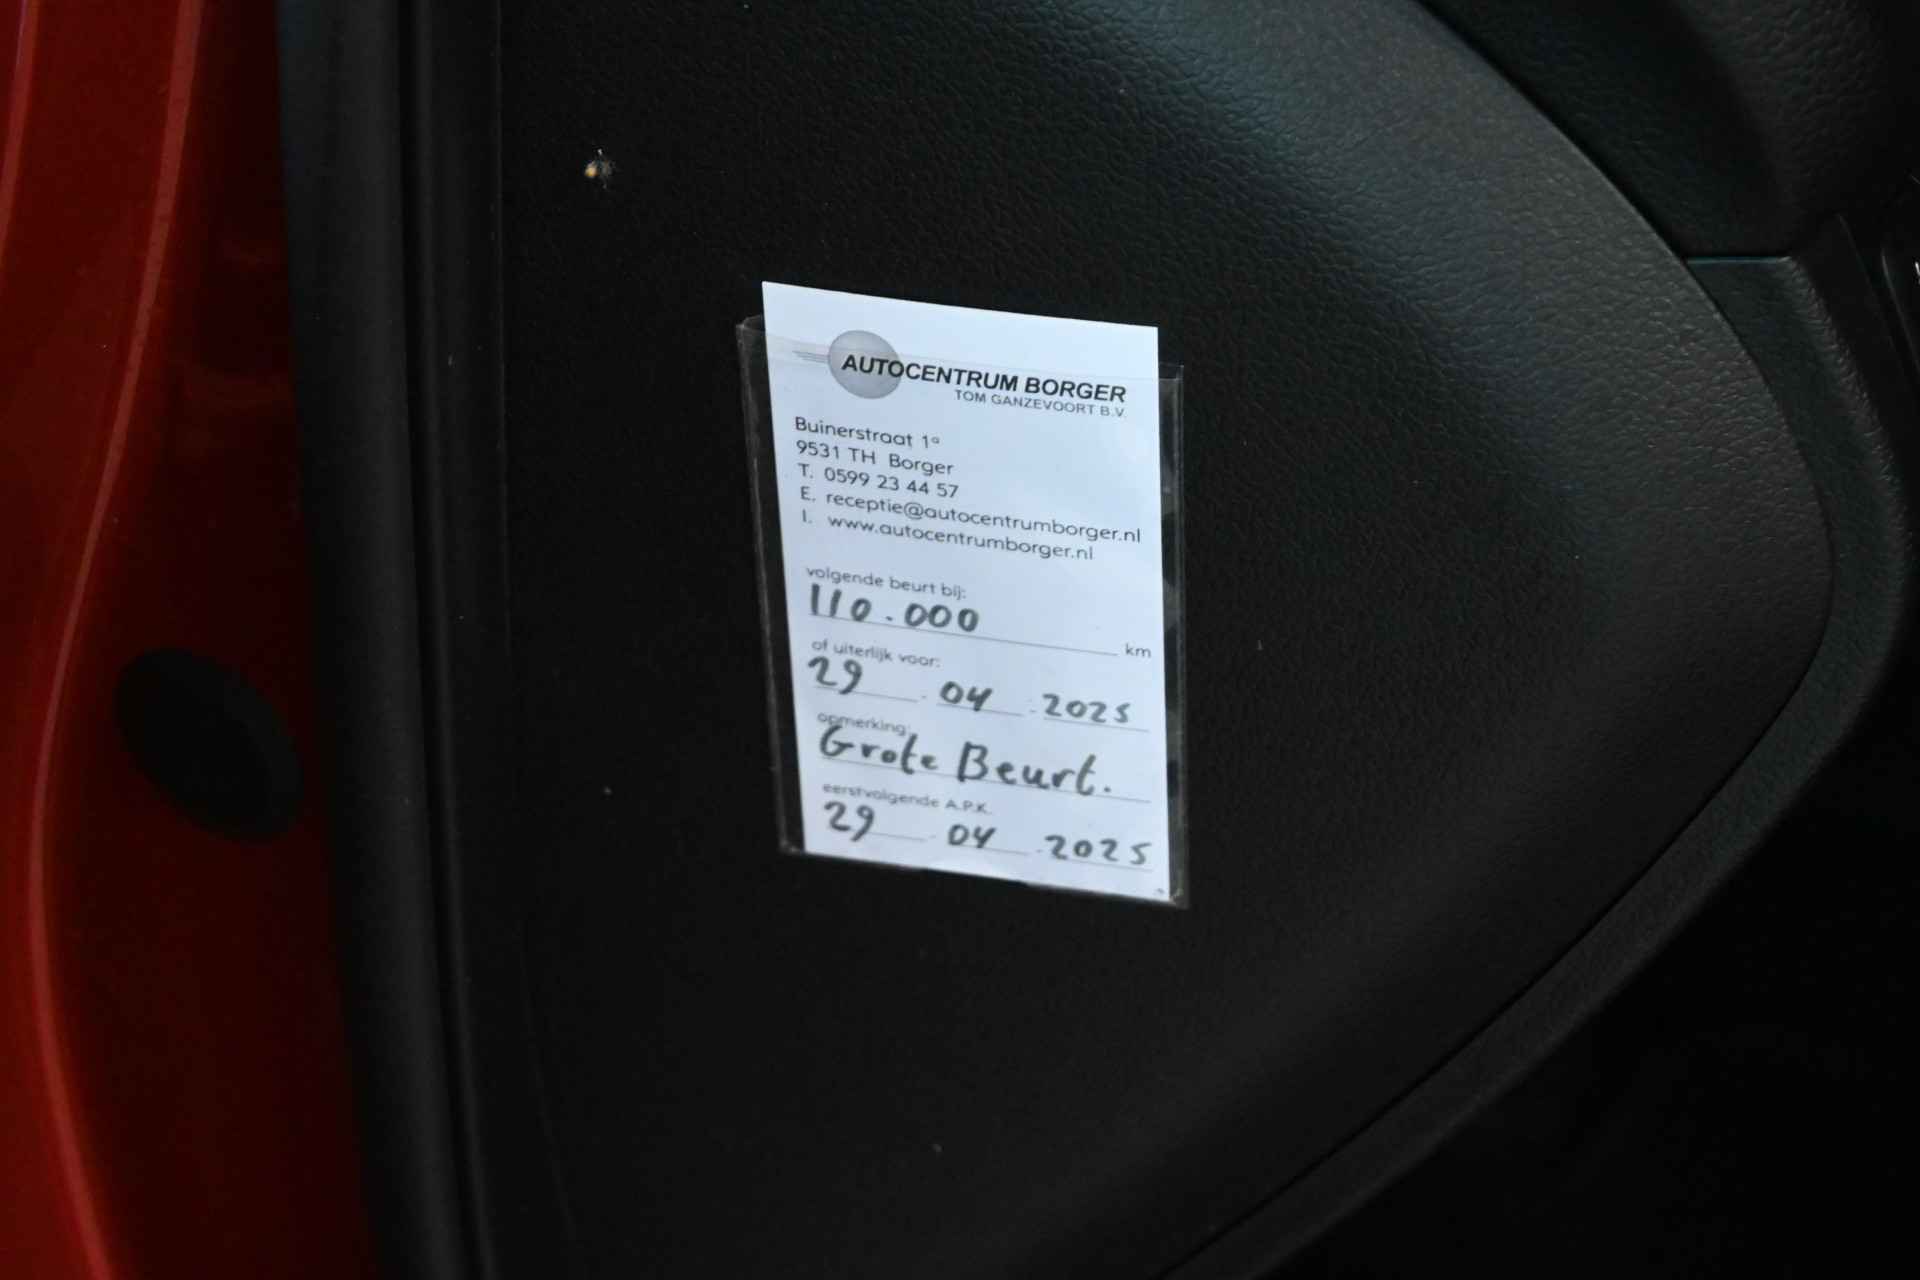 AUTOCENTRUM BORGER
TOM GANZEVOORT B.V.
Buinerstraat 1ª
9531 TH Borger
T. 0599 23 44 57
E. receptie@autocentrumborger.nl
I. www.autocentrumborger.nl
volgende beurt bij:
110.000 km
of uiterlijk voor:
29 . 04 . 2025
opmerking:
Grote Beurt.
eerstvolgende A.P.K.
29 . 04 . 2025